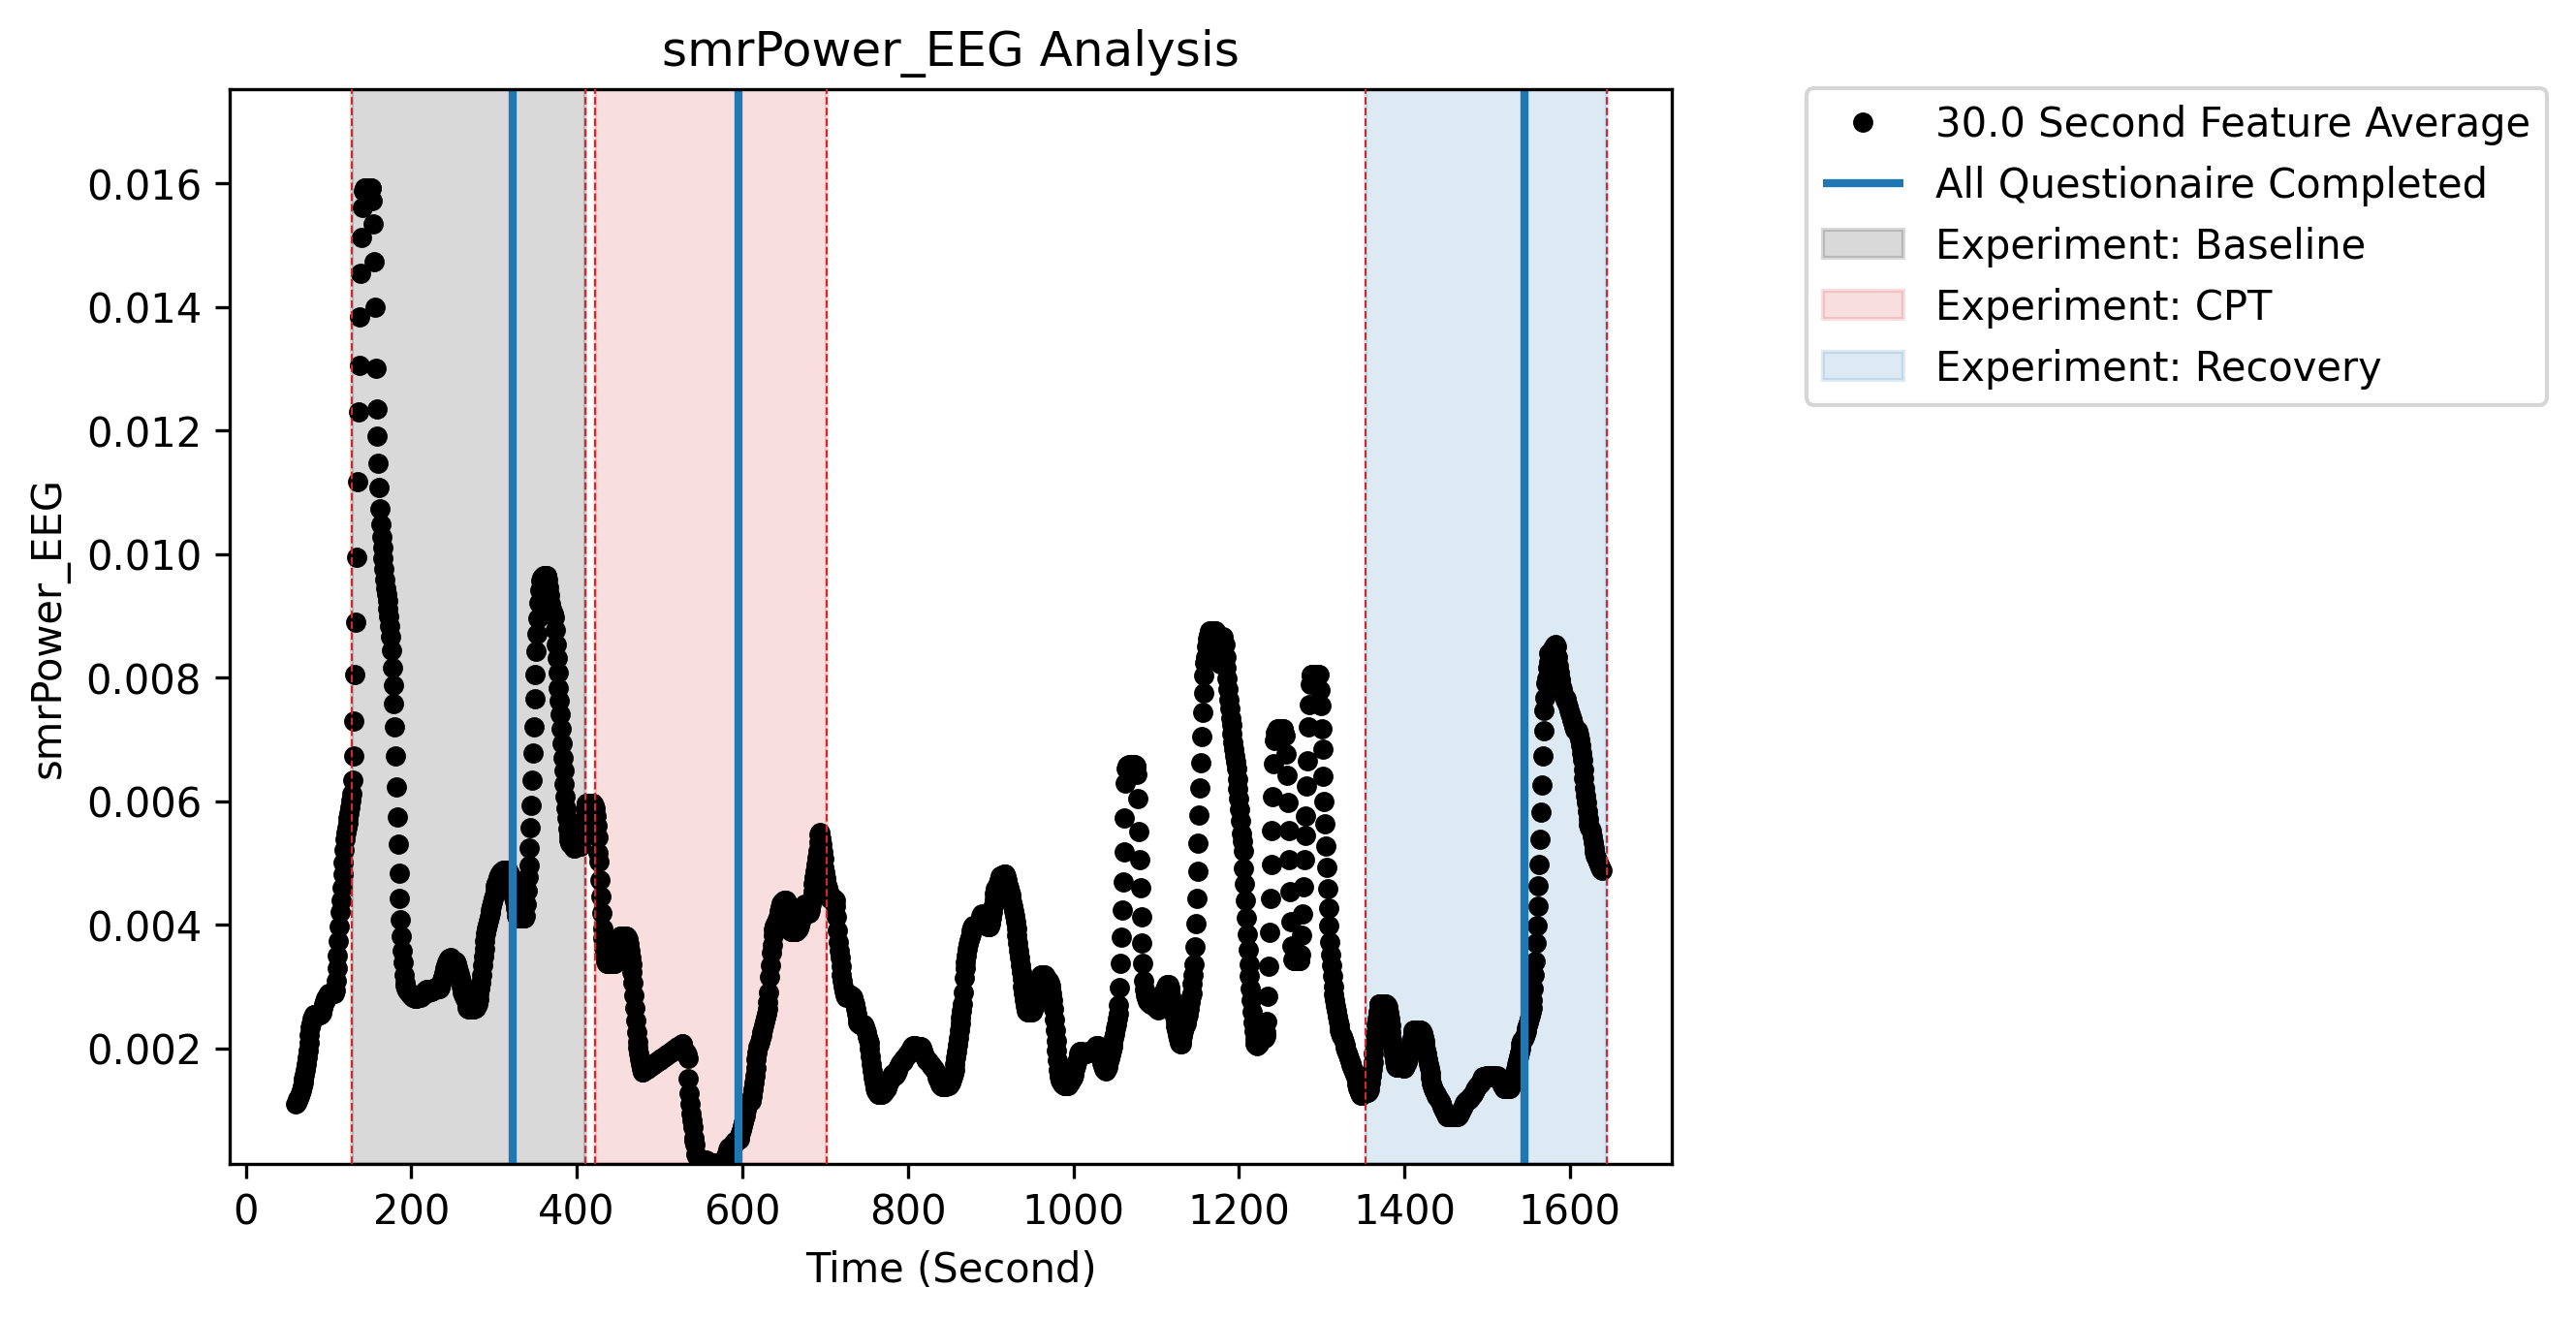 smrPower_EEG Analysis
30.0 Second Feature Average
All Questionaire Completed
Experiment: Baseline
Experiment: CPT
Experiment: Recovery
smrPower_EEG
0.016
0.014
0.012
0.010
0.008
0.006
0.004
0.002
0 200 400 600 800 1000 1200 1400 1600
Time (Second)